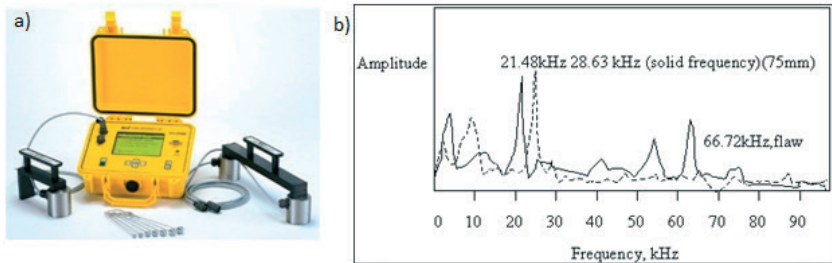 a)
b)
Amplitude
21.48kHz 28.63 kHz (solid frequency)(75mm)
66.72kHz,flaw
0 10 20 30 40 50 60 70 80 90
Frequency, kHz